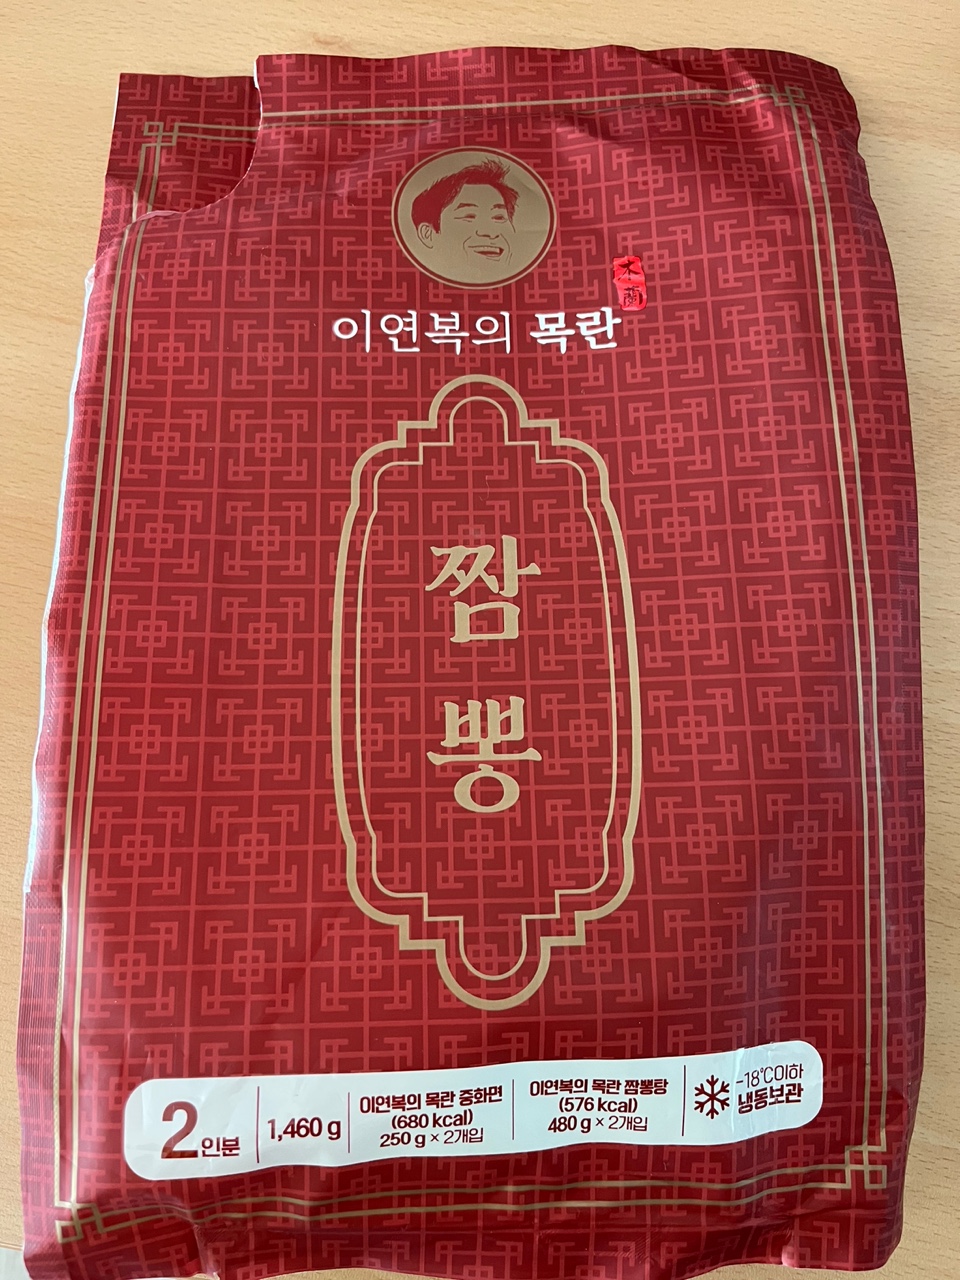 이연복의 목란
짬
뽕
2인분
1,460 g
이연복의 목란 중화면
(680 kcal)
250 g × 2개입
이연복의 목란 짬뽕탕
(576 kcal)
480 g × 2개입
-18℃이하
냉동보관